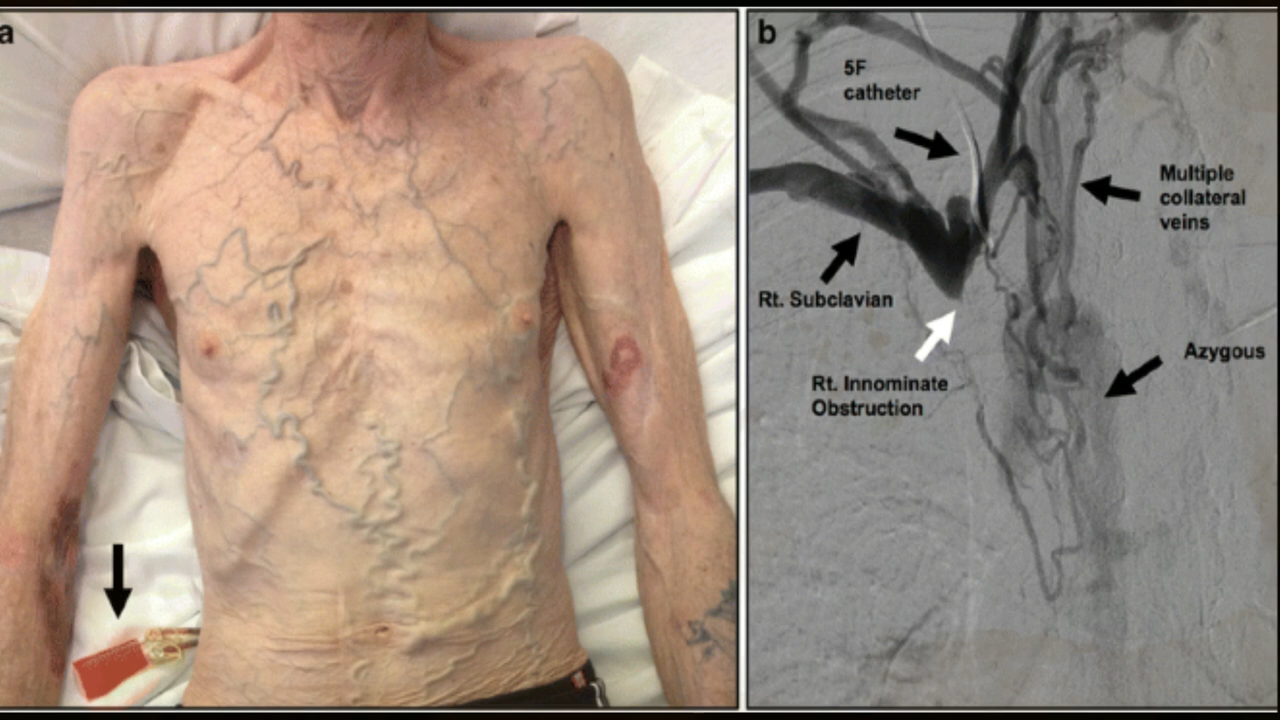 a
b
5F
catheter
Multiple
collateral
veins
Rt. Subclavian
Azygous
Rt. Innominate
Obstruction